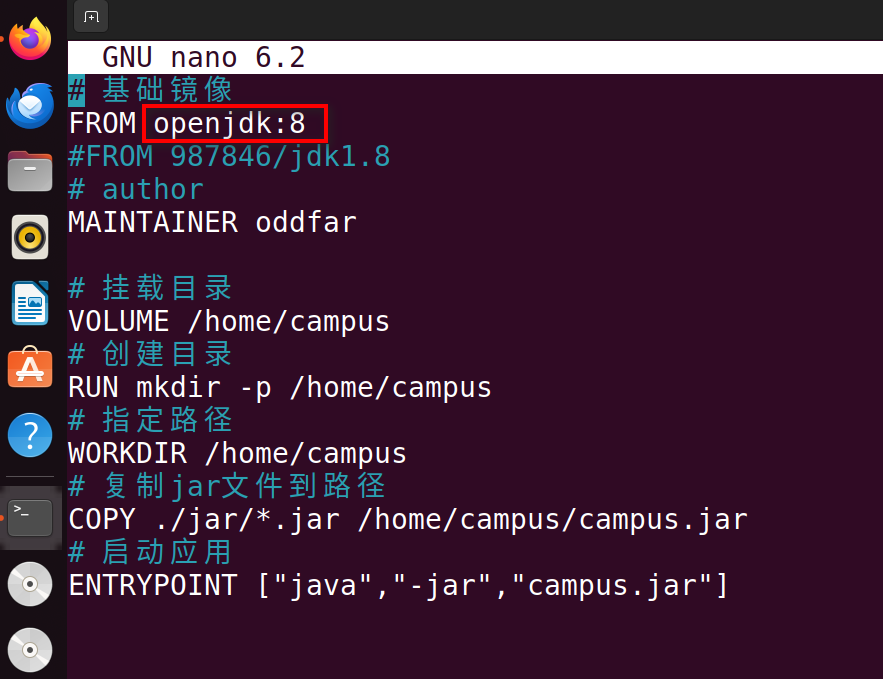 GNU nano 6.2
# 基础镜像
FROM openjdk:8
#FROM 987846/jdk1.8
# author
MAINTAINER oddfar
# 挂载目录
VOLUME /home/campus
# 创建目录
RUN mkdir -p /home/campus
# 指定路径
WORKDIR /home/campus
# 复制jar文件到路径
COPY ./jar/*.jar /home/campus/campus.jar
# 启动应用
ENTRYPOINT ["java","-jar","campus.jar"]